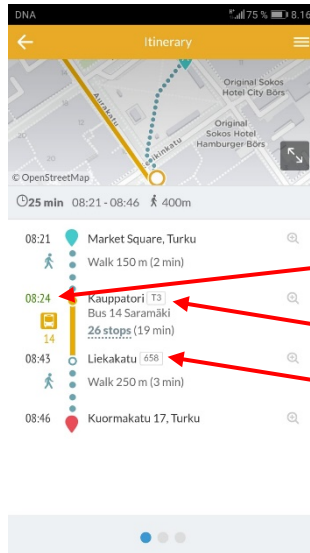 DNA 75 % 8.16
Itinerary
Original Sokos
Hotel City Börs
Aurakatu
Original
Sokos Hotel
Hamburger Börs
© OpenStreetMap
25 min 08:21 - 08:46 400m
08:21 Market Square, Turku
Walk 150 m (2 min)
08:24 Kauppatori T3
Bus 14 Saramäki
14 26 stops (19 min)
08:43 Liekakatu 658
Walk 250 m (3 min)
08:46 Kuormakatu 17, Turku